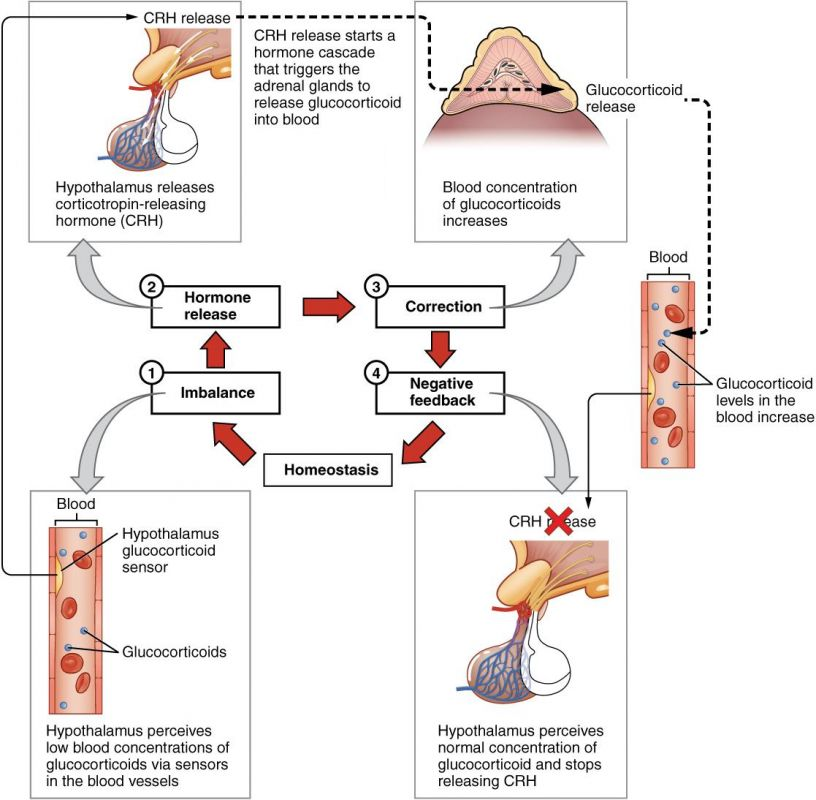 CRH release
CRH release starts a
hormone cascade
that triggers the
adrenal glands to
release glucocorticoid
into blood
Glucocorticoid
release
Hypothalamus releases
corticotropin-releasing
hormone (CRH)
Blood concentration
of glucocorticoids
increases
Blood
Glucocorticoid
levels in the
blood increase
2
Hormone
release
3
Correction
1
Imbalance
4
Negative
feedback
Homeostasis
Blood
Hypothalamus
glucocorticoid
sensor
Glucocorticoids
Hypothalamus perceives
low blood concentrations of
glucocorticoids via sensors
in the blood vessels
CRH release
Hypothalamus perceives
normal concentration of
glucocorticoid and stops
releasing CRH